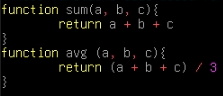 function sum(a, b, c){
        return a + b + c
}
function avg (a, b, c){
        return (a + b + c) / 3
}